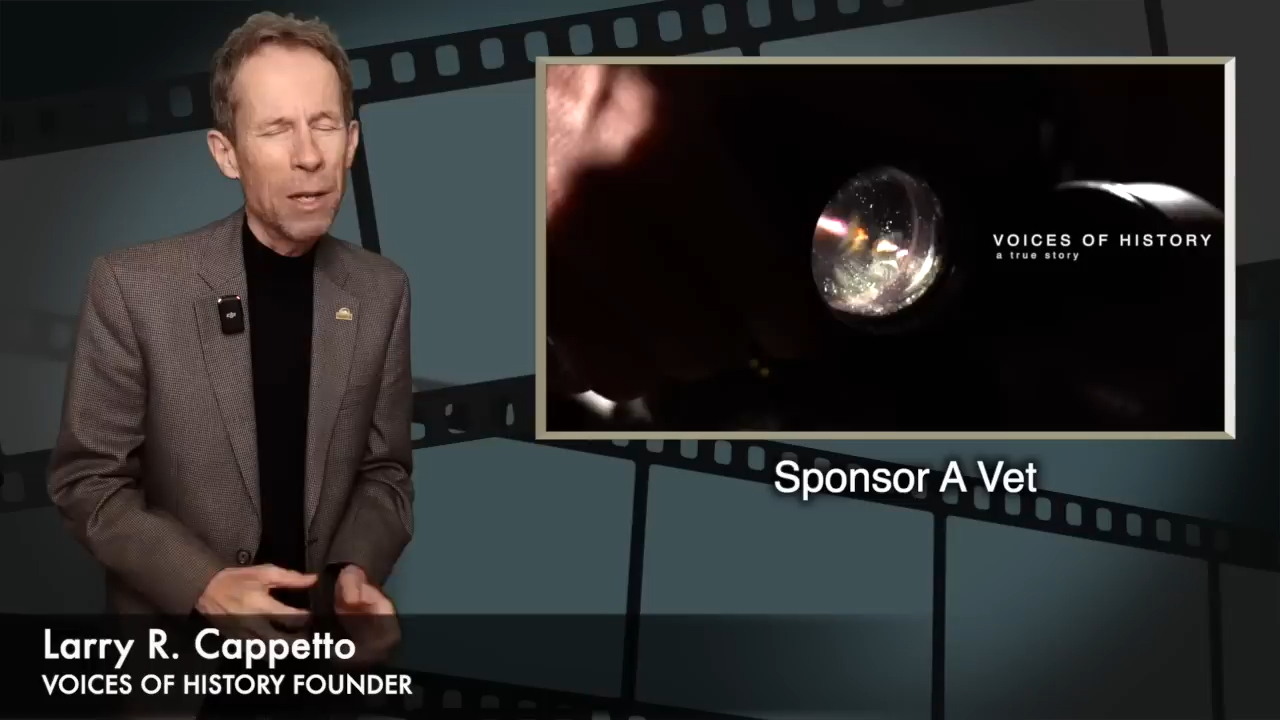 VOICES OF HISTORY
a true story
Sponsor A Vet
Larry R. Cappetto
VOICES OF HISTORY FOUNDER